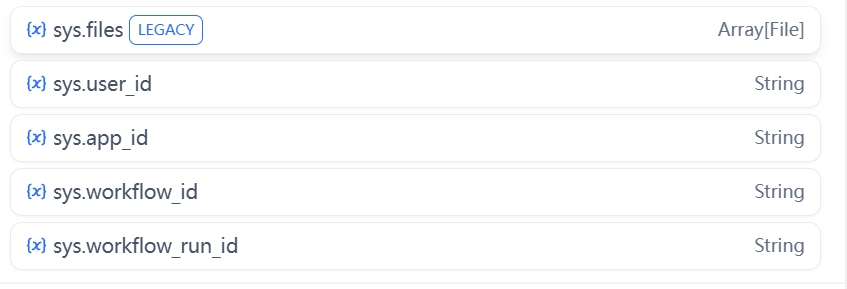 {x} sys.files LEGACY Array[File]
{x} sys.user_id String
{x} sys.app_id String
{x} sys.workflow_id String
{x} sys.workflow_run_id String